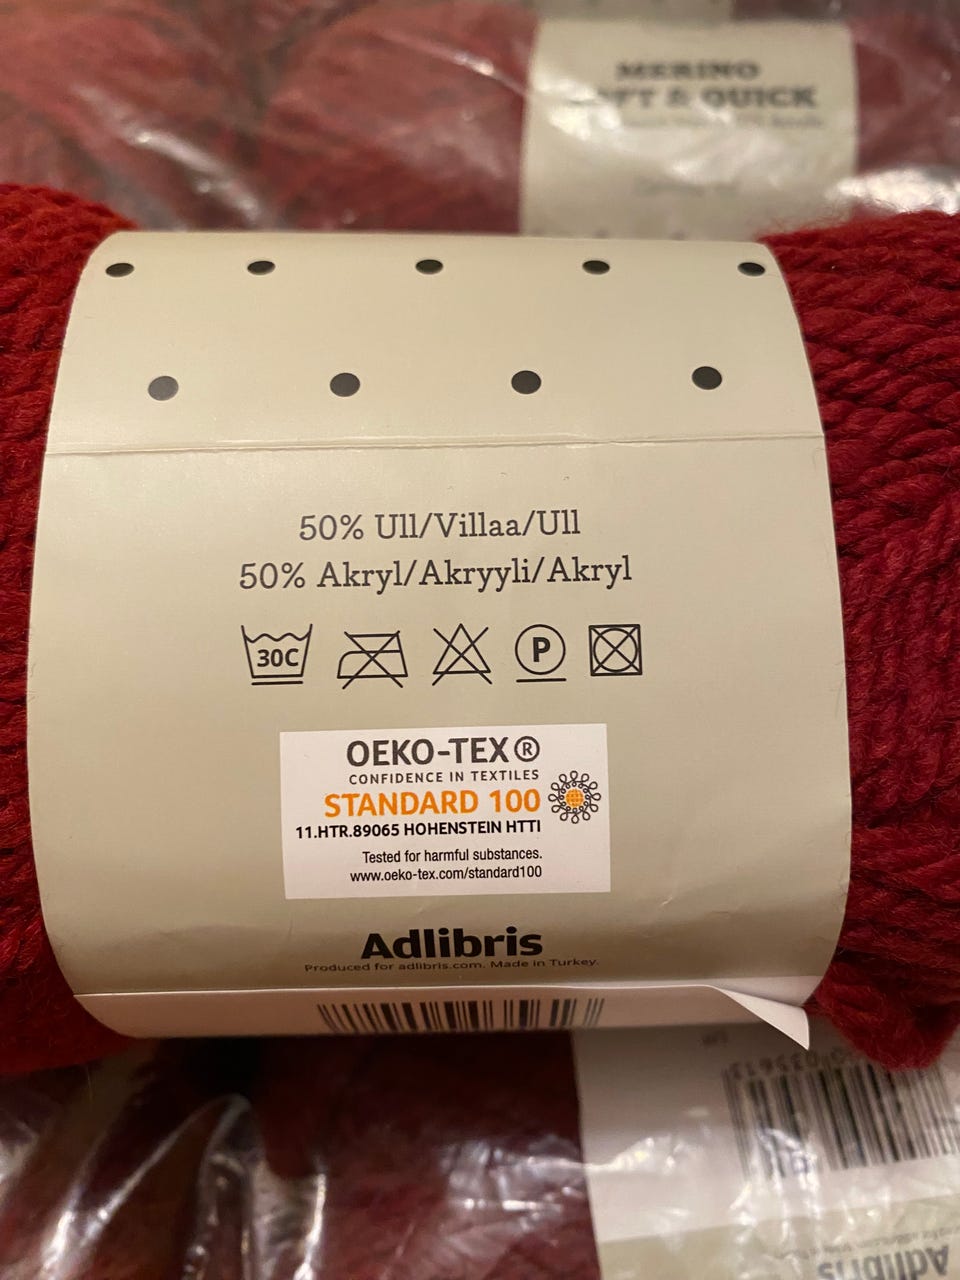 MERINO
& QUICK
50% Ull/Villaa/Ull
50% Akryl/Akryyli/Akryl
30C
P
OEKO-TEX®
CONFIDENCE IN TEXTILES
STANDARD 100
11.HTR.89065 HOHENSTEIN HTTI
Tested for harmful substances.
www.oeko-tex.com/standard100
Adlibris
Produced for adlibris.com. Made in Turkey.
Adlibris